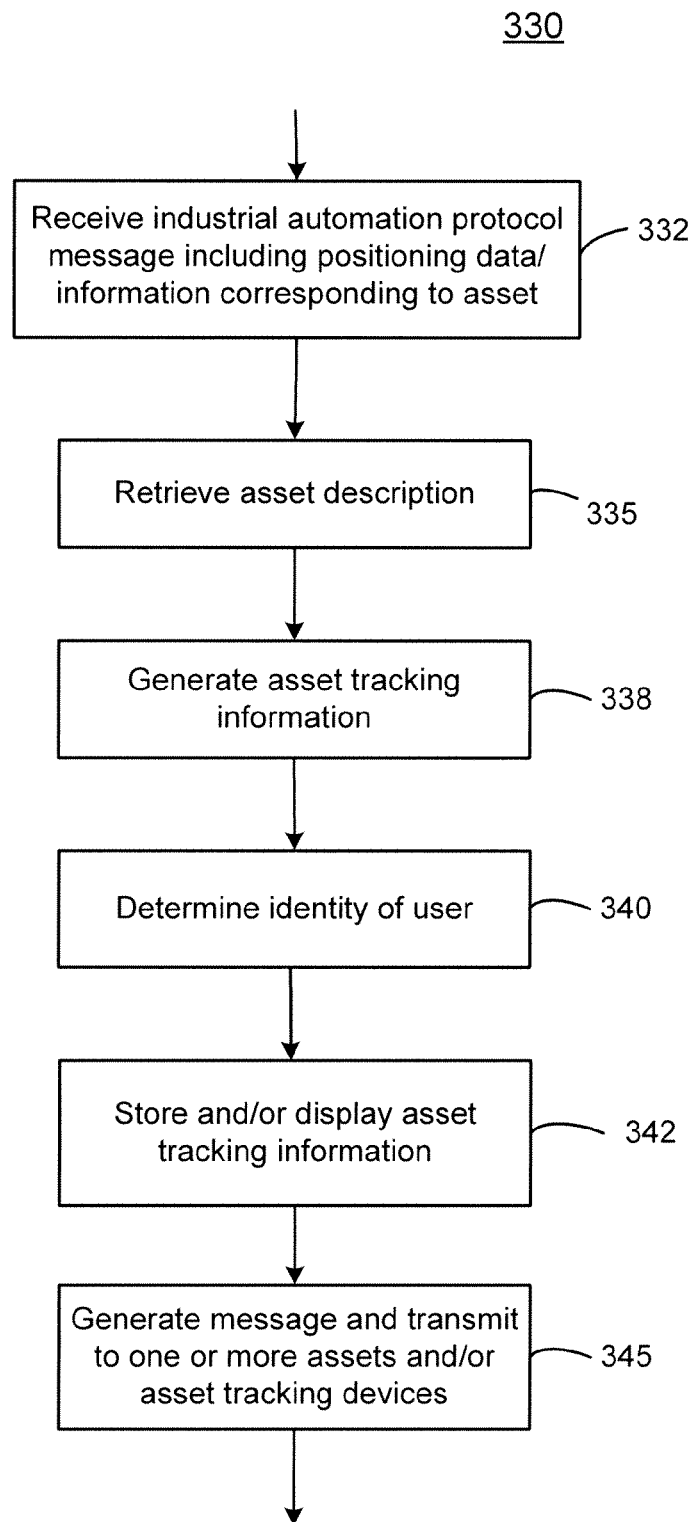 330
Receive industrial automation protocol
message including positioning data/
information corresponding to asset
332
Retrieve asset description
335
Generate asset tracking
information
338
Determine identity of user
340
Store and/or display asset
tracking information
342
Generate message and transmit
to one or more assets and/or
asset tracking devices
345